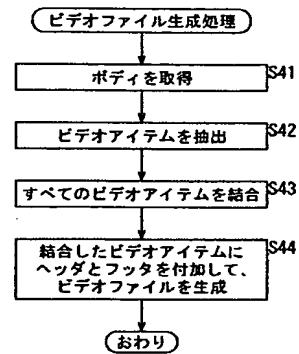 ビデオファイル生成処理
ボディを取得
S41
ビデオアイテムを抽出
S42
すべてのビデオアイテムを結合
S43
結合したビデオアイテムに
ヘッダとフッタを付加して、
ビデオファイルを生成
S44
おわり